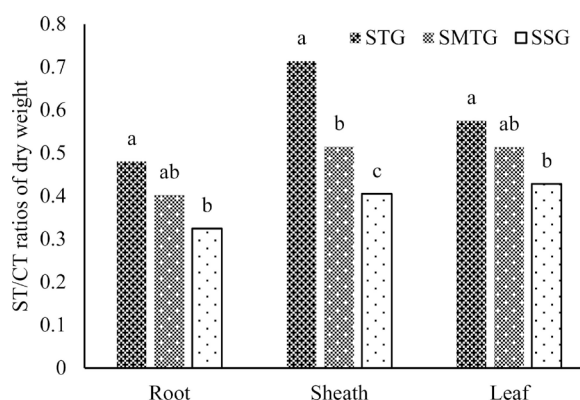 0.8
STG SMTG SSG
a
0.7
0.6
a
b
0.5
a
ab
ab
c
b
0.4
b
0.3
0.2
0.1
0
ST/CT ratios of dry weight
Root Sheath Leaf